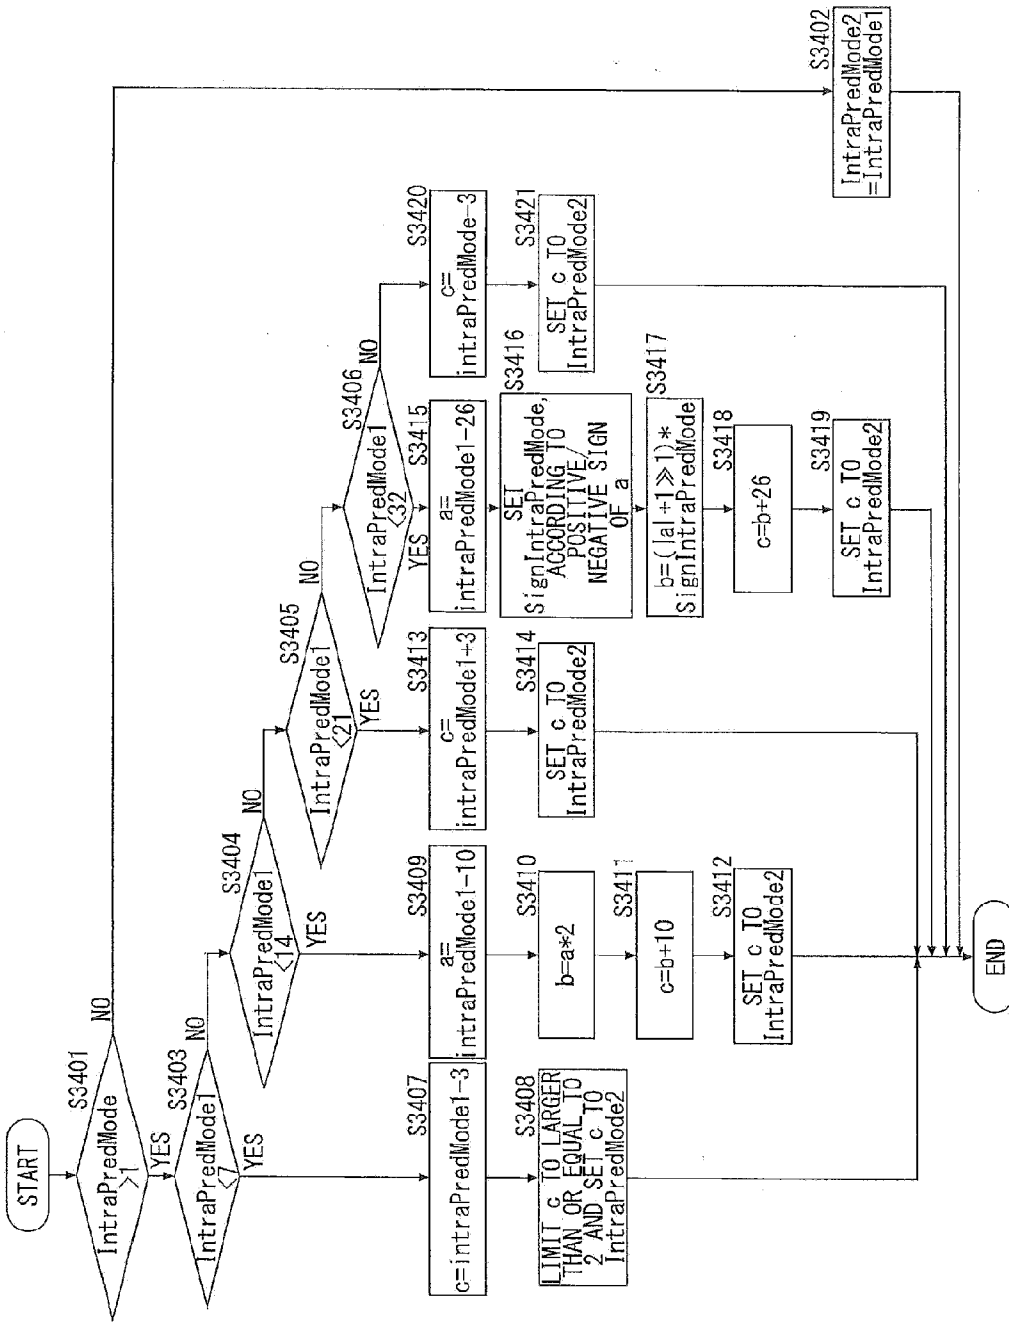 START
S3401
IntraPredMode
>1
NO
YES
S3403
IntraPredMode1
<7
NO
YES
S3404
IntraPredMode1
<14
NO
YES
S3405
IntraPredMode1
<21
NO
YES
S3406
IntraPredMode1
<32
NO
YES
S3407
c=intraPredMode1-3
S3408
LIMIT c TO LARGER
THAN OR EQUAL TO
2 AND SET c TO
IntraPredMode2
S3409
a=
intraPredMode1-10
S3410
b=a*2
S3411
c=b+10
S3412
SET c TO
IntraPredMode2
S3413
c=
intraPredMode1+3
S3414
SET c TO
IntraPredMode2
S3415
a=
intraPredMode1-26
S3416
SET
SignIntraPredMode,
ACCORDING TO
POSITIVE/
NEGATIVE SIGN
OF a
S3417
b=(|a|+1≫1)*
SignIntraPredMode
S3418
c=b+26
S3419
SET c TO
IntraPredMode2
S3420
c=
intraPredMode-3
S3421
SET c TO
IntraPredMode2
S3402
IntraPredMode2
=IntraPredMode1
END